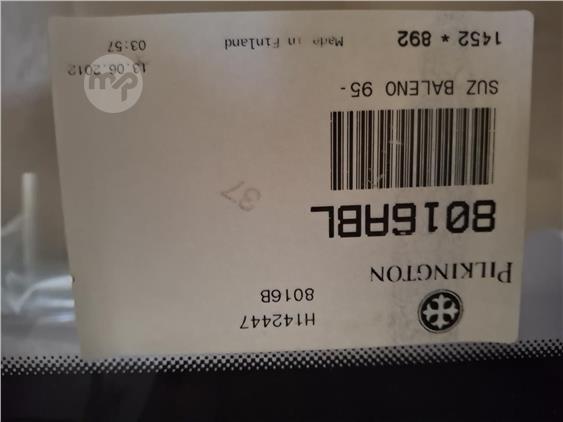 H142447
8016B
PILKINGTON
8016ABL
37
SUZ BALENO 95-
1452 * 892
Made in Finland
13.06.2012
03:57